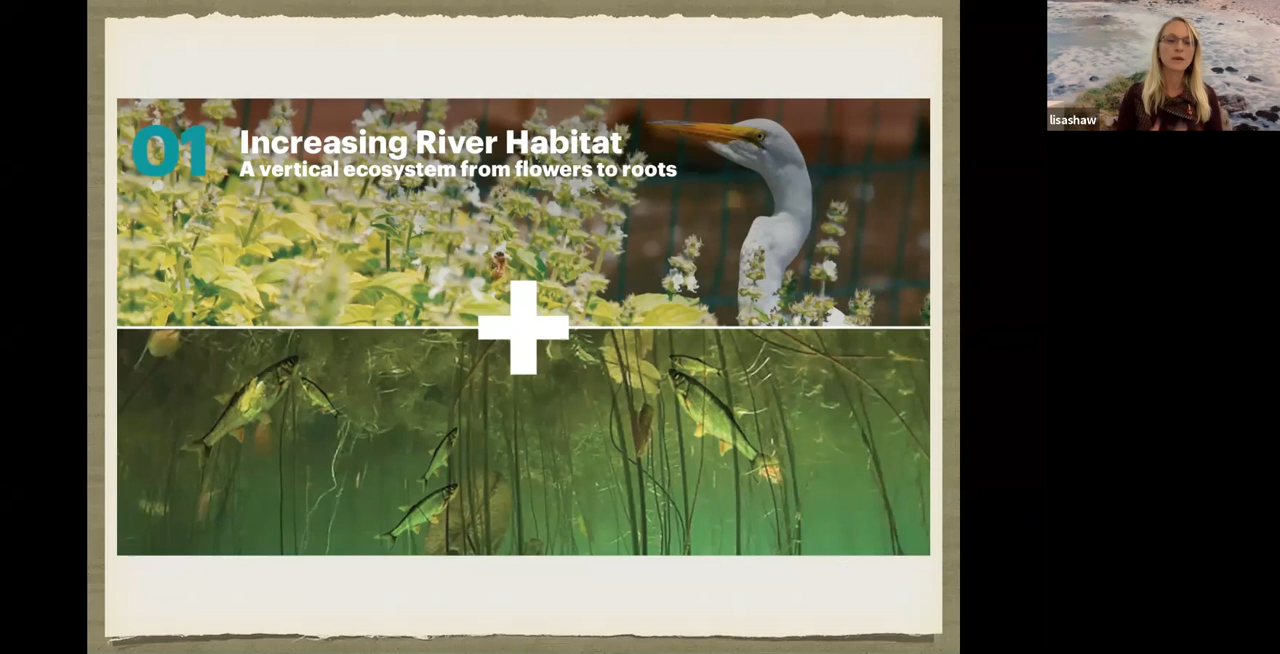 01
Increasing River Habitat
A vertical ecosystem from flowers to roots
lisashaw